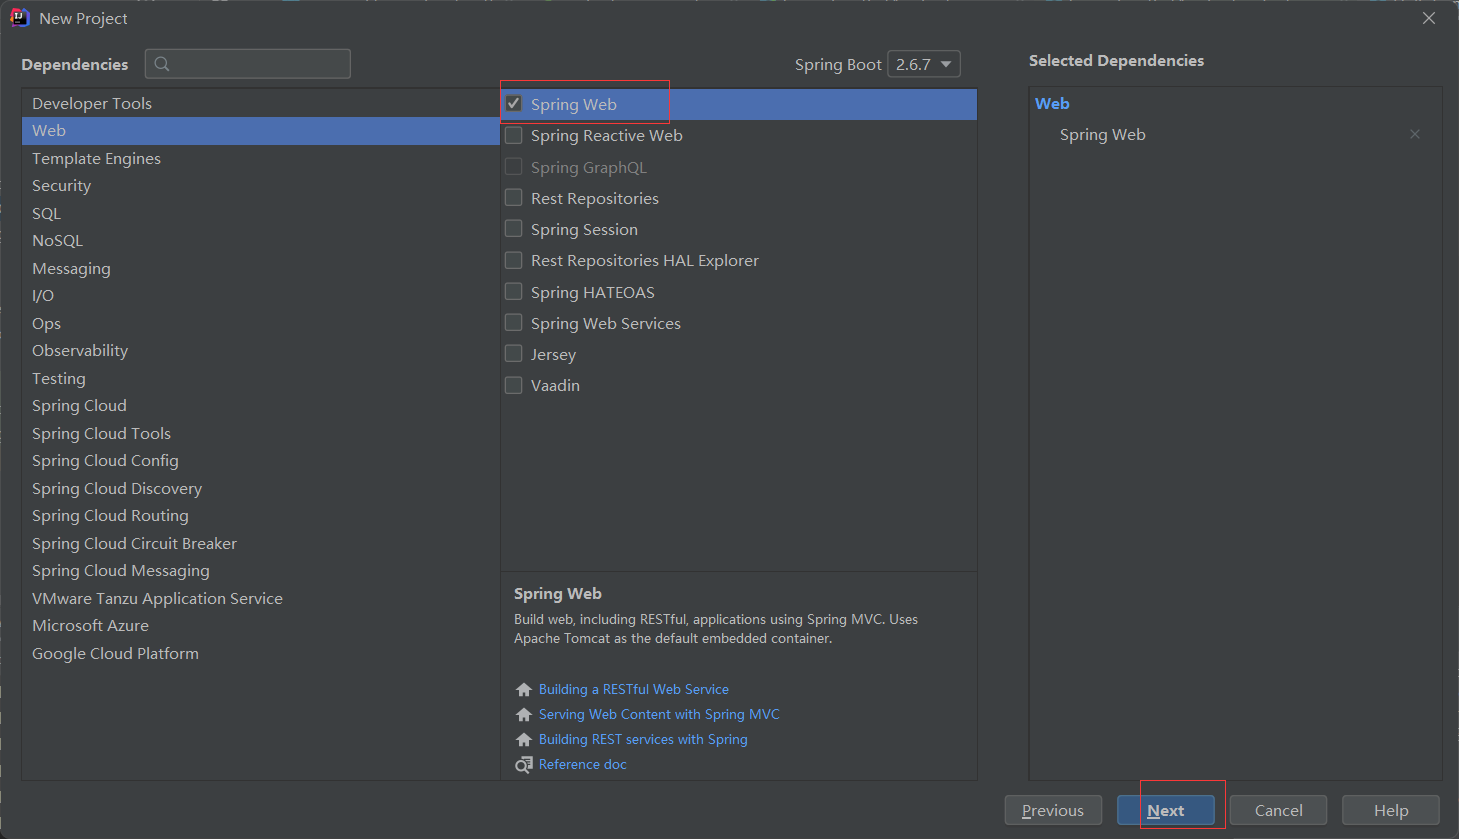 New Project
Dependencies
Spring Boot 2.6.7
Selected Dependencies
Developer Tools
Web
Template Engines
Security
SQL
NoSQL
Messaging
I/O
Ops
Observability
Testing
Spring Cloud
Spring Cloud Tools
Spring Cloud Config
Spring Cloud Discovery
Spring Cloud Routing
Spring Cloud Circuit Breaker
Spring Cloud Messaging
VMware Tanzu Application Service
Microsoft Azure
Google Cloud Platform
Spring Web
Spring Reactive Web
Spring GraphQL
Rest Repositories
Spring Session
Rest Repositories HAL Explorer
Spring HATEOAS
Spring Web Services
Jersey
Vaadin
Spring Web
Build web, including RESTful, applications using Spring MVC. Uses
Apache Tomcat as the default embedded container.
Building a RESTful Web Service
Serving Web Content with Spring MVC
Building REST services with Spring
Reference doc
Web
Spring Web
Previous
Next
Cancel
Help